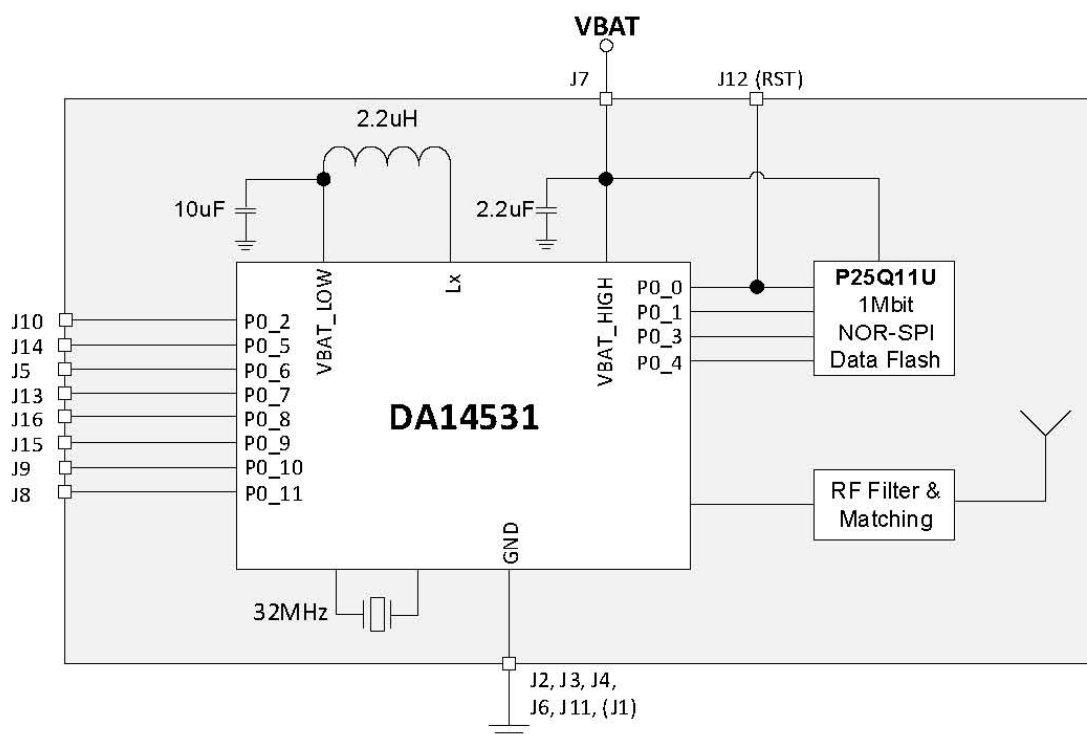 VBAT
J7
J12 (RST)
2.2uH
10uF
2.2uF
VBAT_LOW
Lx
VBAT_HIGH
P0_0
P0_1
P0_3
P0_4
P25Q11U
1Mbit
NOR-SPI
Data Flash
J10
J14
J5
J13
J16
J15
J9
J8
P0_2
P0_5
P0_6
P0_7
P0_8
P0_9
P0_10
P0_11
DA14531
RF Filter &
Matching
GND
32MHz
J2, J3, J4,
J6, J11, (J1)